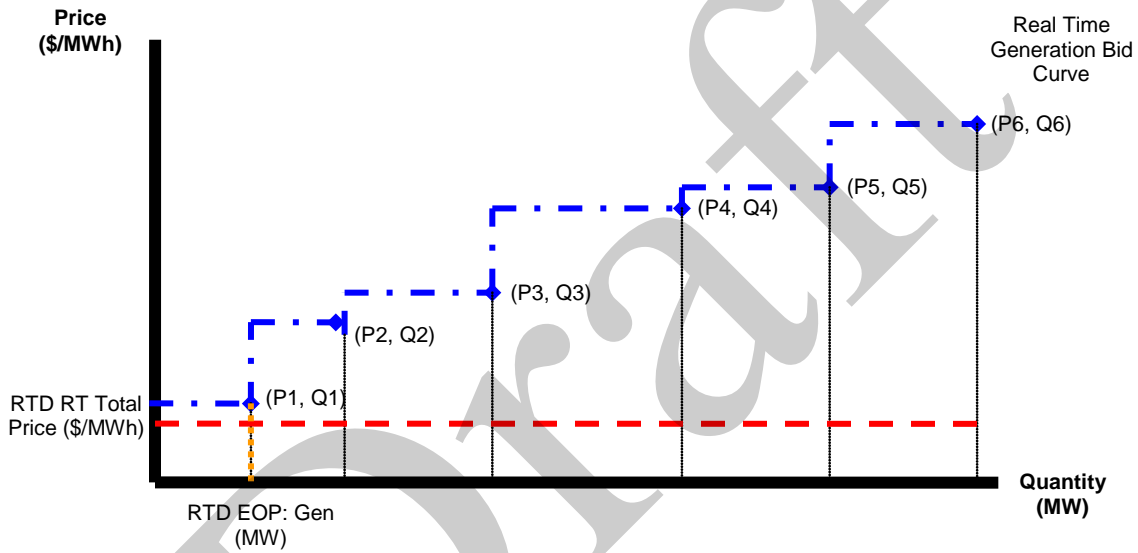 Price
($/MWh)
Real Time
Generation Bid
Curve
(P6, Q6)
(P5, Q5)
(P4, Q4)
(P3, Q3)
(P2, Q2)
(P1, Q1)
RTD RT Total
Price ($/MWh)
Quantity
(MW)
RTD EOP: Gen
(MW)
Draft